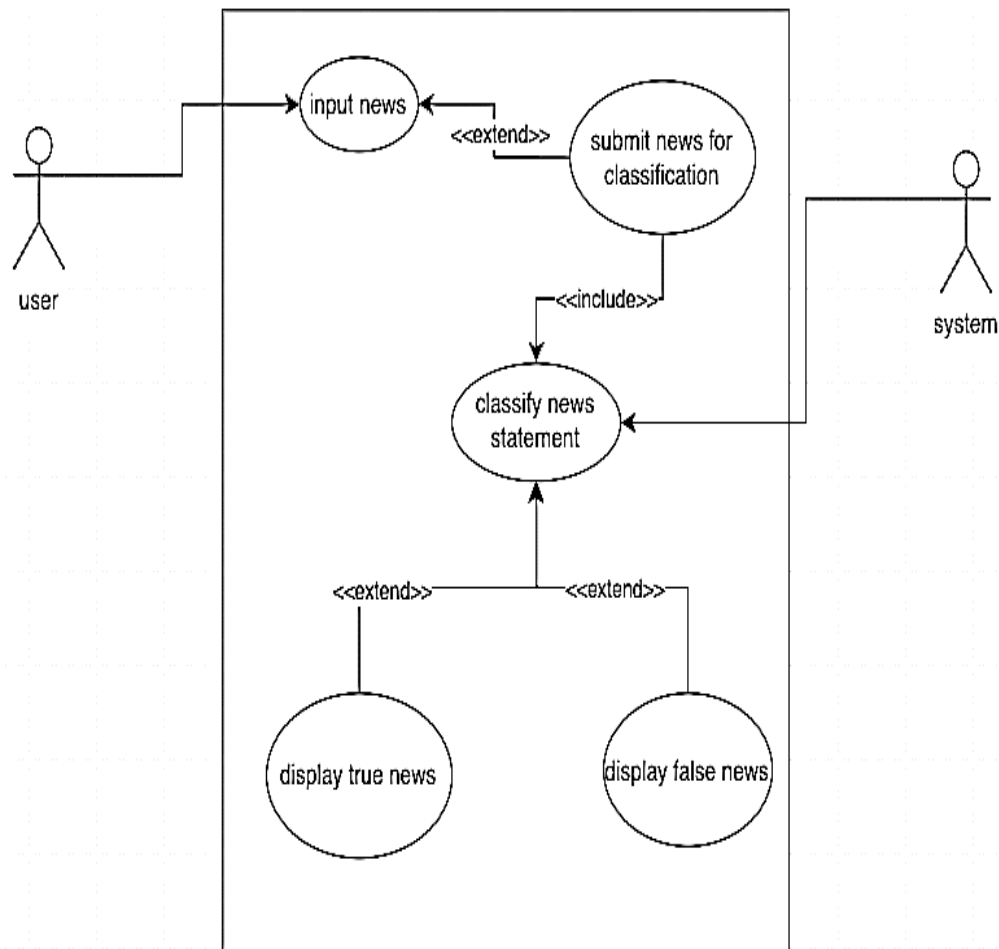 input news
<<extend>>
submit news for
classification
user
<<include>>
system
classify news
statement
<<extend>>
<<extend>>
display true news
display false news